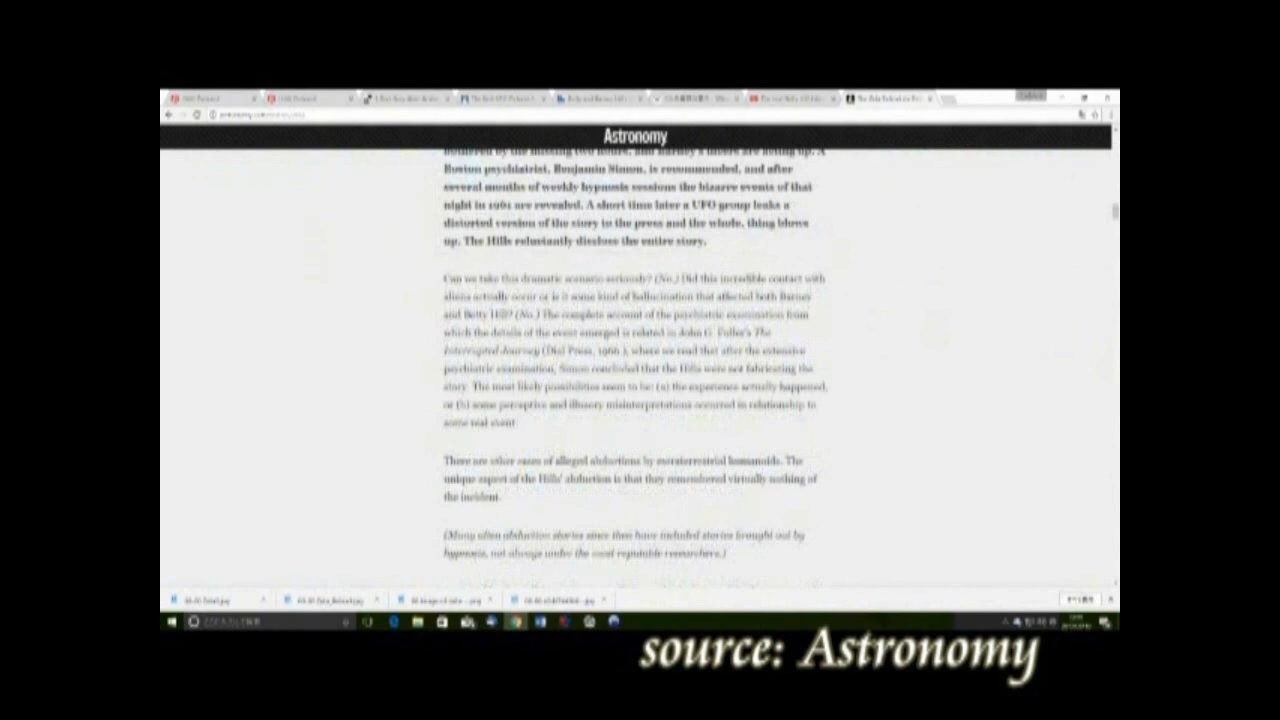 Astronomy
bothered by the missing two hours, and Barney's ulcers are acting up. A
Boston psychiatrist, Benjamin Simon, is recommended, and after
several months of weekly hypnosis sessions the bizarre events of that
night in 1961 are revealed. A short time later a UFO group leaks a
distorted version of the story to the press and the whole, thing blows
up. The Hills reluctantly disclose the entire story.
Can we take this dramatic scenario seriously? (No.) Did this incredible contact with
aliens actually occur or is it some kind of hallucination that affected both Barney
and Betty Hill? (No.) The complete account of the psychiatric examination from
which the details of the event emerged is related in John G. Fuller's The
Interrupted Journey (Dial Press, 1966 ), where we read that after the extensive
psychiatric examination, Simon concluded that the Hills were not fabricating the
story. The most likely possibilities seem to be: (a) the experience actually happened,
or (b) some perceptive and illusory misinterpretations occurred in relationship to
some real event.
There are other cases of alleged abductions by extraterrestrial humanoids. The
unique aspect of the Hills' abduction is that they remembered virtually nothing of
the incident.
(Many alien abduction stories since then have included stories brought out by
hypnosis, not always under the most reputable researchers.)
source: Astronomy